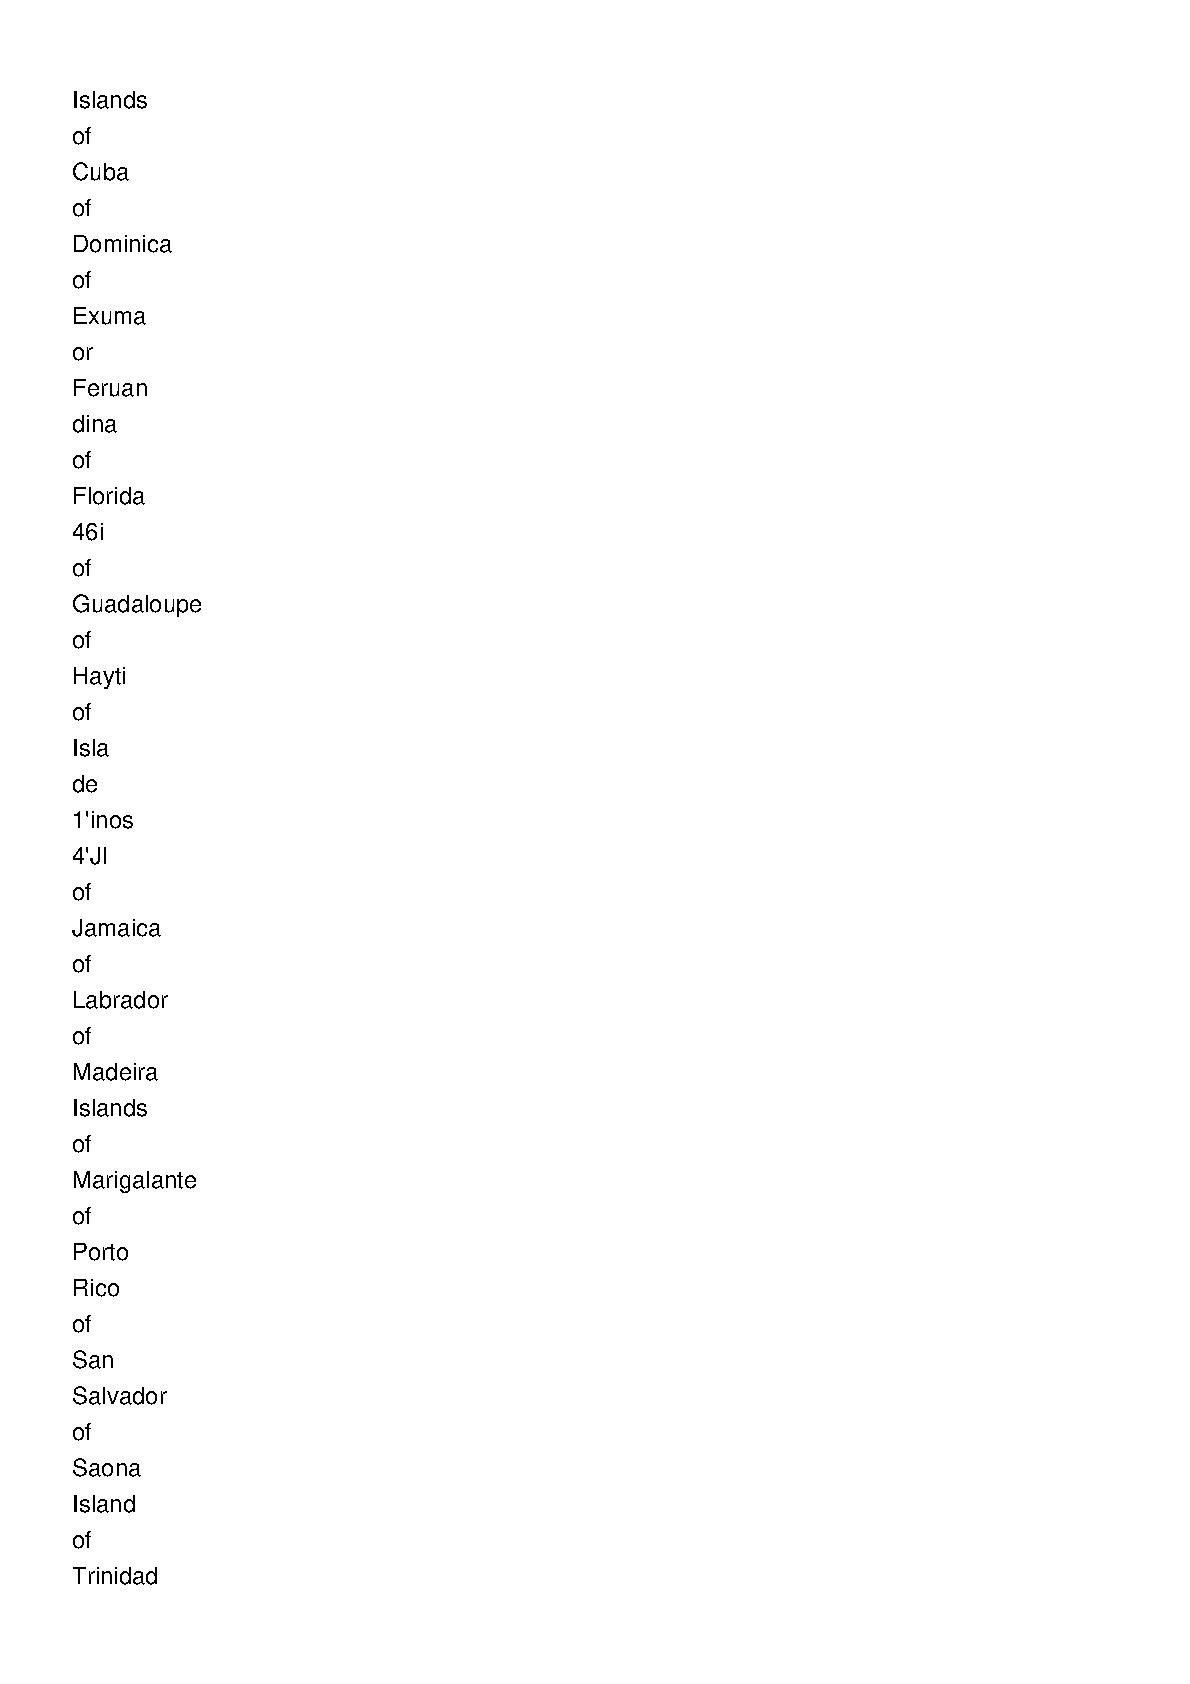 Islands
of
Cuba
of
Dominica
of
Exuma
or
Feruan
dina
of
Florida
46i
of
Guadaloupe
of
Hayti
of
Isla
de
1'inos
4'Jl
of
Jamaica
of
Labrador
of
Madeira
Islands
of
Marigalante
of
Porto
Rico
of
San
Salvador
of
Saona
Island
of
Trinidad